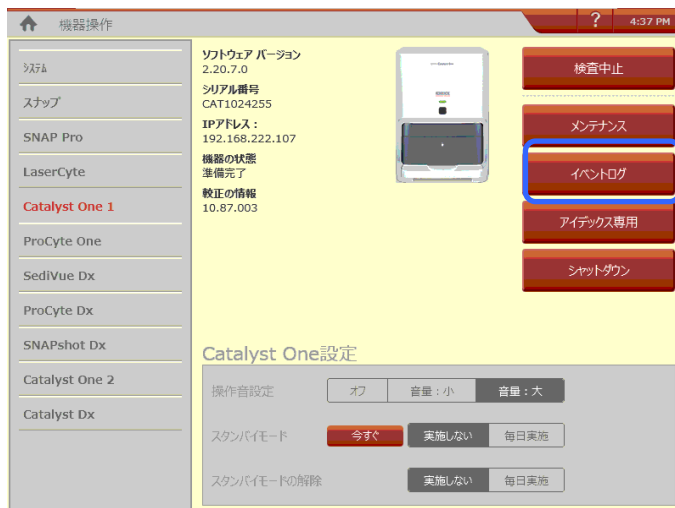 機器操作
? 4:37 PM
システム
スナップ
SNAP Pro
LaserCyte
Catalyst One 1
ProCyte One
SediVue Dx
ProCyte Dx
SNAPshot Dx
Catalyst One 2
Catalyst Dx
ソフトウェア バージョン
2.20.7.0
シリアル番号
CAT1024255
IPアドレス：
192.168.222.107
機器の状態
準備完了
較正の情報
10.87.003
検査中止
メンテナンス
イベントログ
アイデックス専用
シャットダウン
Catalyst One設定
操作音設定 オフ 音量：小 音量：大
スタンバイモード 今すぐ 実施しない 毎日実施
スタンバイモードの解除 実施しない 毎日実施